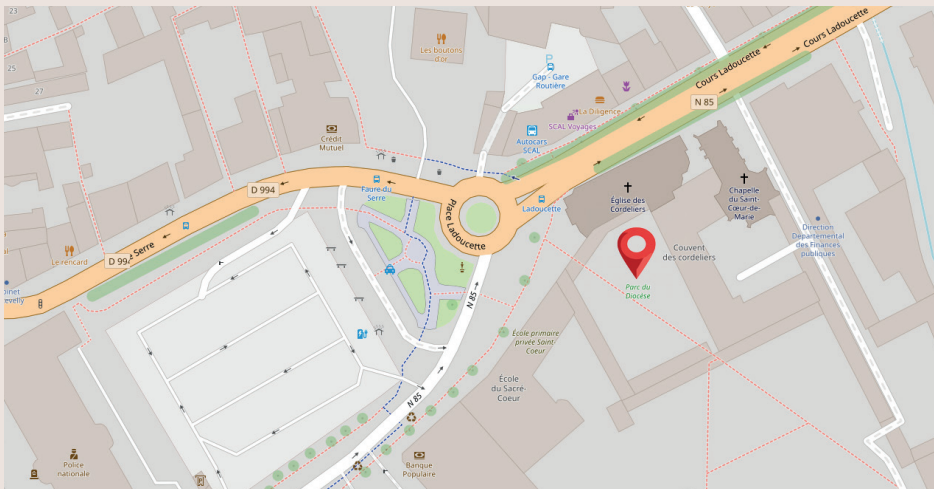 23
25
27
Les boutons
d'or
P
Gap - Gare
Routière
La Diligence
SCAL Voyages
Autocars
SCAL
Cours Ladoucette
Cours Ladoucette
N 85
Crédit
Mutuel
D 994
Faure-du
Serre
Place Ladoucette
Ladoucette
Église des
Cordeliers
Chapelle
du Saint-
Cœur-de-
Marie
Direction
Départemental
des Finances
publiques
Couvent
des cordeliers
Parc du
Diocèse
Le rencard
D 994
Serre
N 85
École primaire
privée Saint-
Coeur
École
du Sacré-
Coeur
N 85
Banque
Populaire
Police
nationale